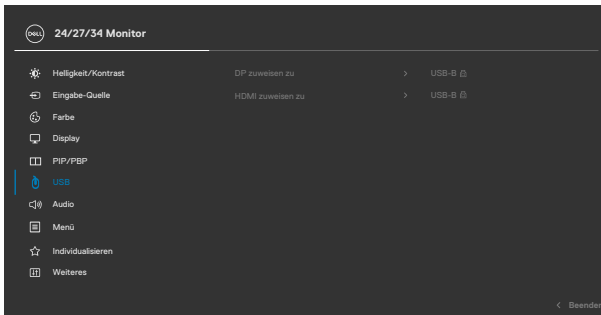 DELL 24/27/34 Monitor
Helligkeit/Kontrast DP zuweisen zu > USB-B
Eingabe-Quelle HDMI zuweisen zu > USB-B
Farbe
Display
PIP/PBP
USB
Audio
Menü
Individualisieren
Weiteres
< Beenden